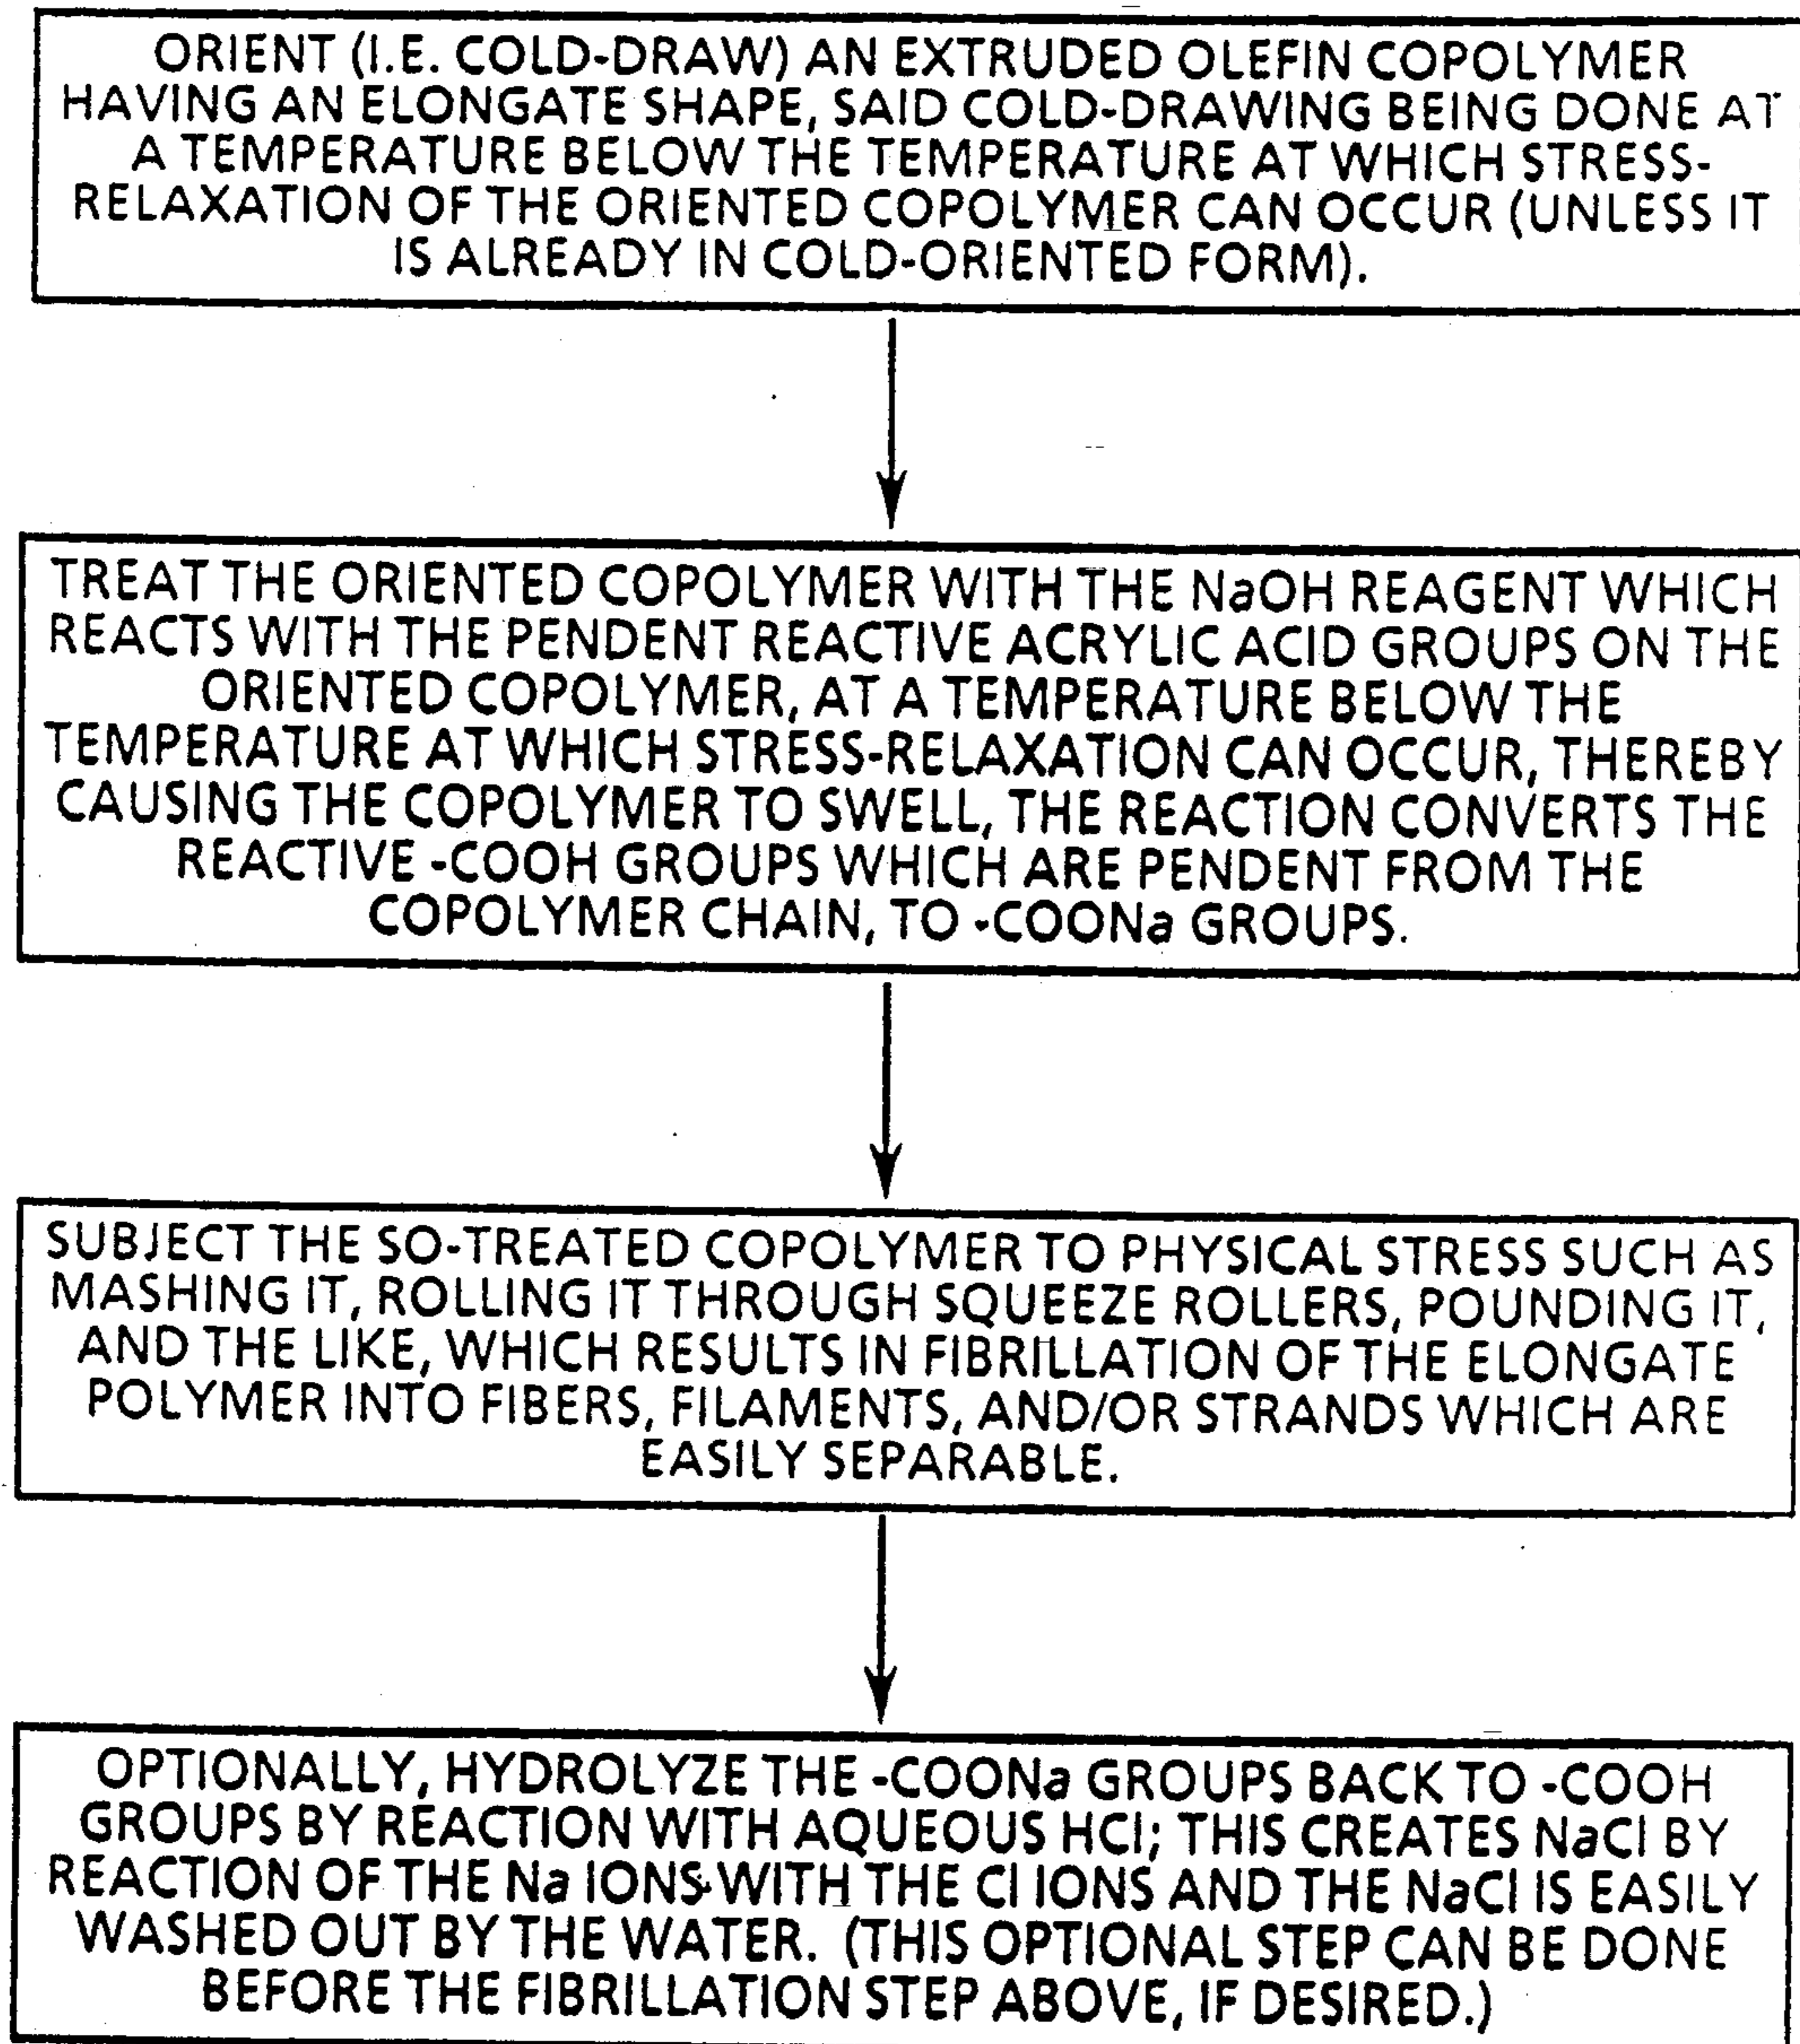 ORIENT (I.E. COLD-DRAW) AN EXTRUDED OLEFIN COPOLYMER
HAVING AN ELONGATE SHAPE, SAID COLD-DRAWING BEING DONE AT
A TEMPERATURE BELOW THE TEMPERATURE AT WHICH STRESS-
RELAXATION OF THE ORIENTED COPOLYMER CAN OCCUR (UNLESS IT
IS ALREADY IN COLD-ORIENTED FORM).
TREAT THE ORIENTED COPOLYMER WITH THE NaOH REAGENT WHICH
REACTS WITH THE PENDENT REACTIVE ACRYLIC ACID GROUPS ON THE
ORIENTED COPOLYMER, AT A TEMPERATURE BELOW THE
TEMPERATURE AT WHICH STRESS-RELAXATION CAN OCCUR, THEREBY
CAUSING THE COPOLYMER TO SWELL, THE REACTION CONVERTS THE
REACTIVE -COOH GROUPS WHICH ARE PENDENT FROM THE
COPOLYMER CHAIN, TO -COONa GROUPS.
SUBJECT THE SO-TREATED COPOLYMER TO PHYSICAL STRESS SUCH AS
MASHING IT, ROLLING IT THROUGH SQUEEZE ROLLERS, POUNDING IT,
AND THE LIKE, WHICH RESULTS IN FIBRILLATION OF THE ELONGATE
POLYMER INTO FIBERS, FILAMENTS, AND/OR STRANDS WHICH ARE
EASILY SEPARABLE.
OPTIONALLY, HYDROLYZE THE -COONa GROUPS BACK TO -COOH
GROUPS BY REACTION WITH AQUEOUS HCl; THIS CREATES NaCl BY
REACTION OF THE Na IONS WITH THE Cl IONS AND THE NaCl IS EASILY
WASHED OUT BY THE WATER. (THIS OPTIONAL STEP CAN BE DONE
BEFORE THE FIBRILLATION STEP ABOVE, IF DESIRED.)